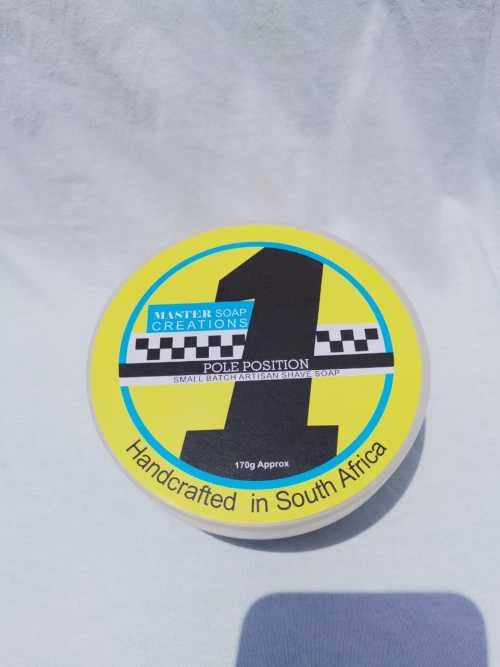 1
MASTER SOAP
CREATIONS
POLE POSITION
SMALL BATCH ARTISAN SHAVE SOAP
170g Approx
Handcrafted in South Africa